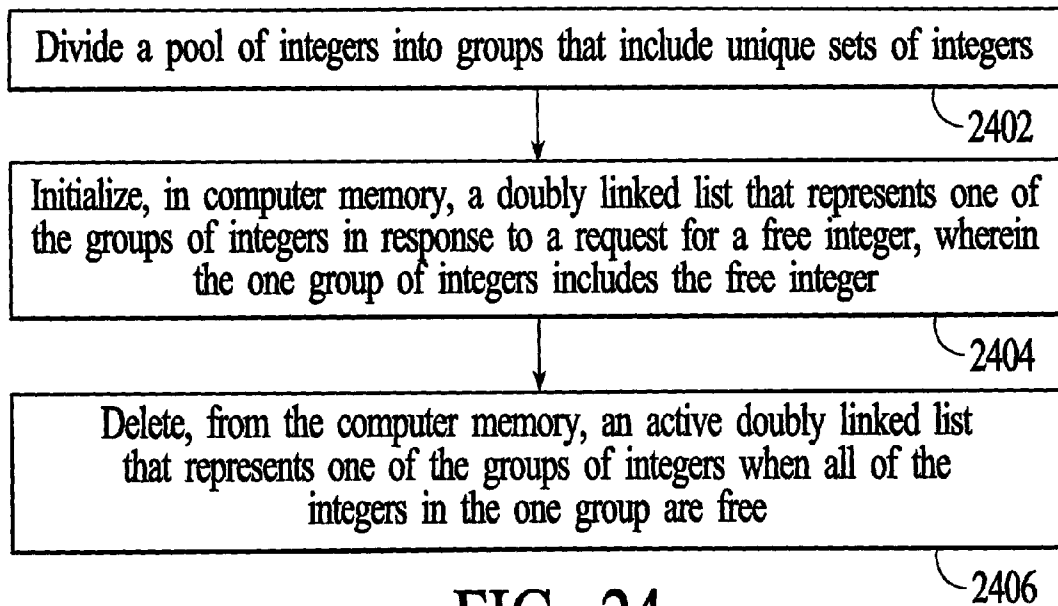 Divide a pool of integers into groups that include unique sets of integers
2402
Initialize, in computer memory, a doubly linked list that represents one of
the groups of integers in response to a request for a free integer, wherein
the one group of integers includes the free integer
2404
Delete, from the computer memory, an active doubly linked list
that represents one of the groups of integers when all of the
integers in the one group are free
2406
FIG. 24